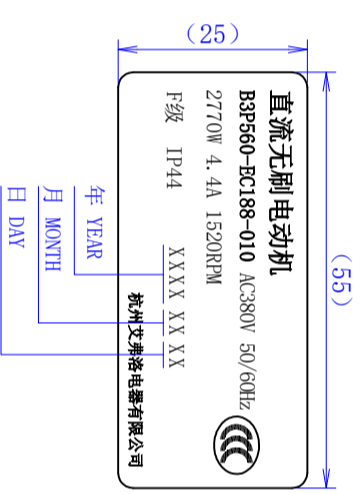 (25)
(55)
直流无刷电动机
B3P560-EC188-010 AC380V 50/60Hz
2770W 4.4A 1520RPM
F级 IP44 XXXX XX XX
杭州艾弗洛电器有限公司
CCC
年 YEAR
月 MONTH
日 DAY